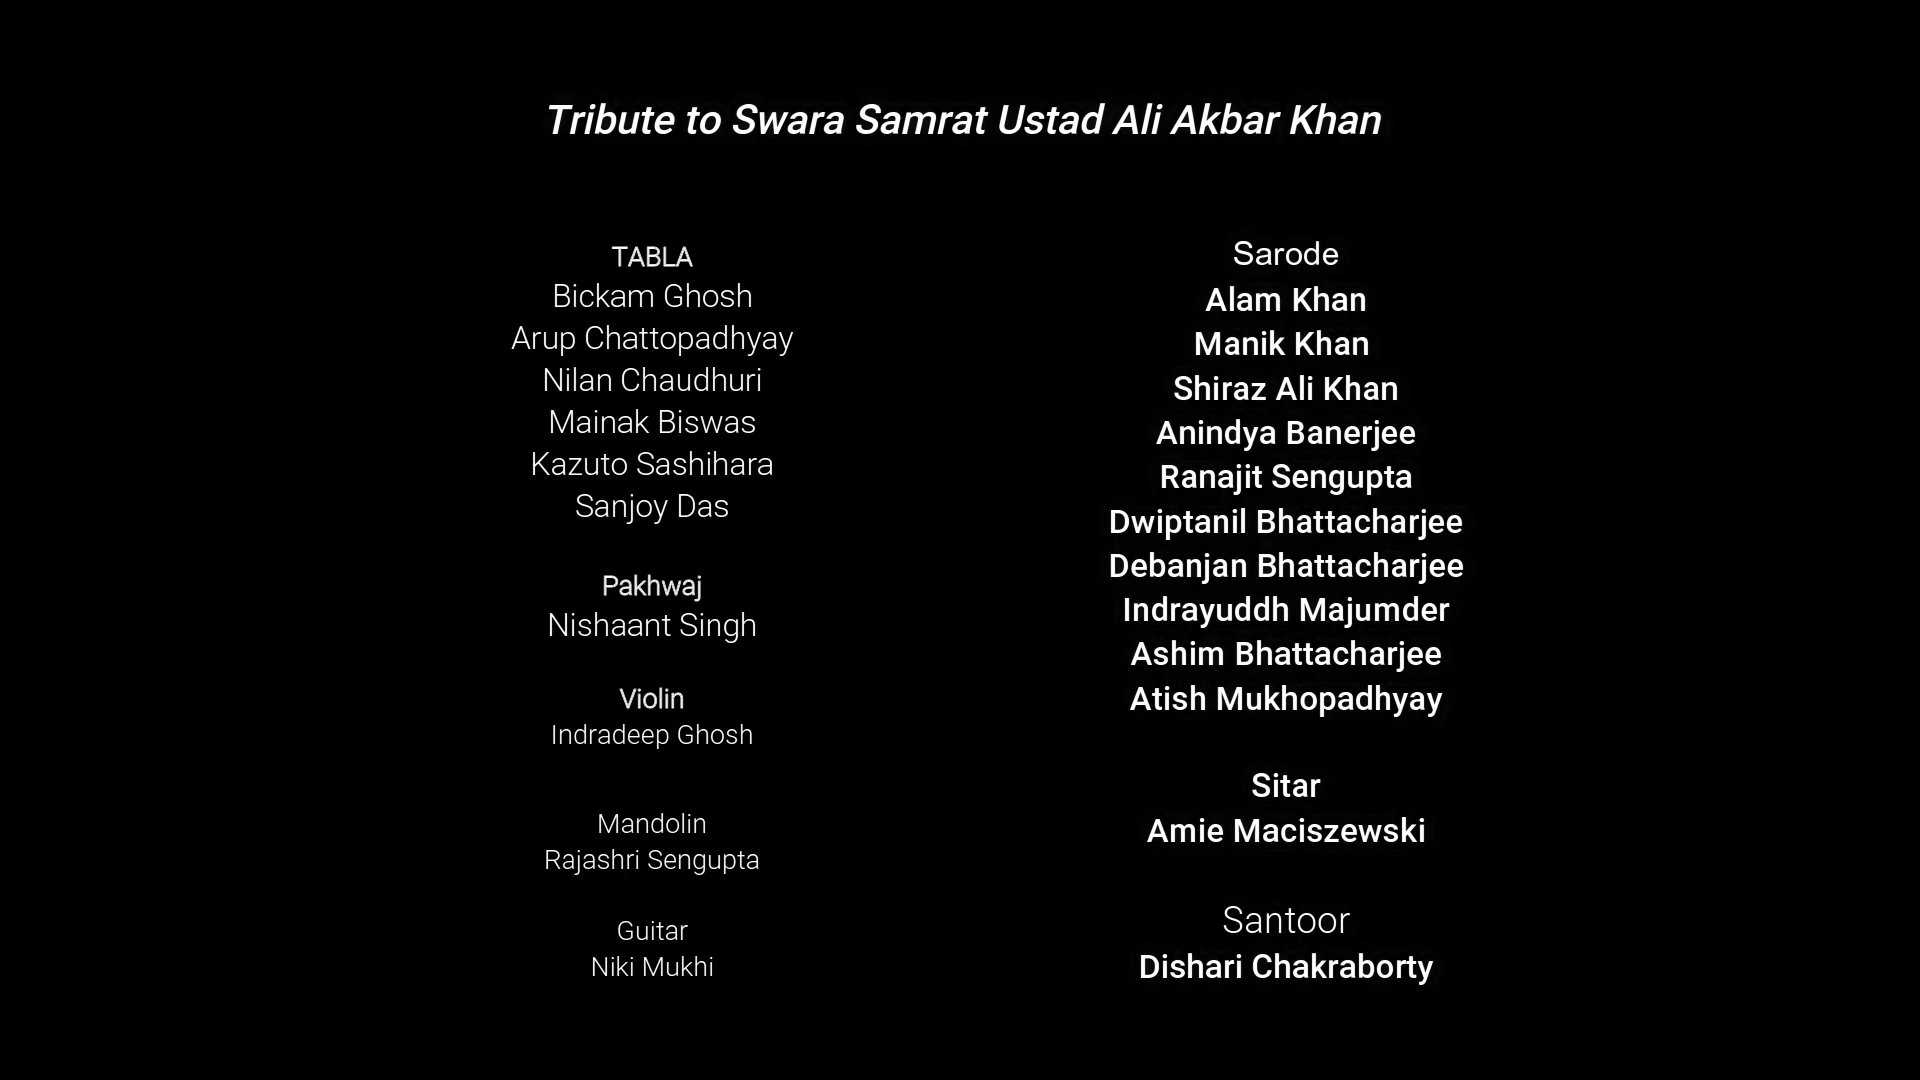 Tribute to Swara Samrat Ustad Ali Akbar Khan
TABLA
Bickam Ghosh
Arup Chattopadhyay
Nilan Chaudhuri
Mainak Biswas
Kazuto Sashihara
Sanjoy Das
Pakhwaj
Nishaant Singh
Violin
Indradeep Ghosh
Mandolin
Rajashri Sengupta
Guitar
Niki Mukhi
Sarode
Alam Khan
Manik Khan
Shiraz Ali Khan
Anindya Banerjee
Ranajit Sengupta
Dwiptanil Bhattacharjee
Debanjan Bhattacharjee
Indrayuddh Majumder
Ashim Bhattacharjee
Atish Mukhopadhyay
Sitar
Amie Maciszewski
Santoor
Dishari Chakraborty